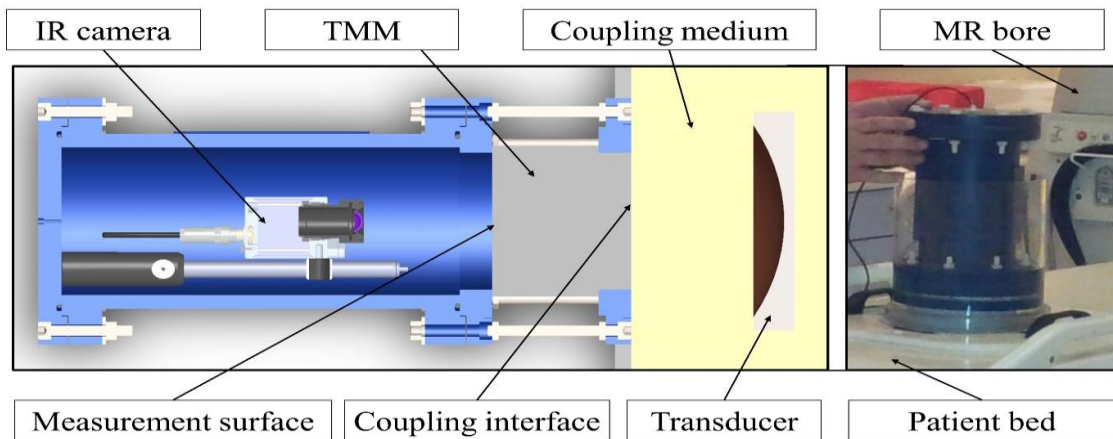 IR camera
TMM
Coupling medium
MR bore
Measurement surface
Coupling interface
Transducer
Patient bed